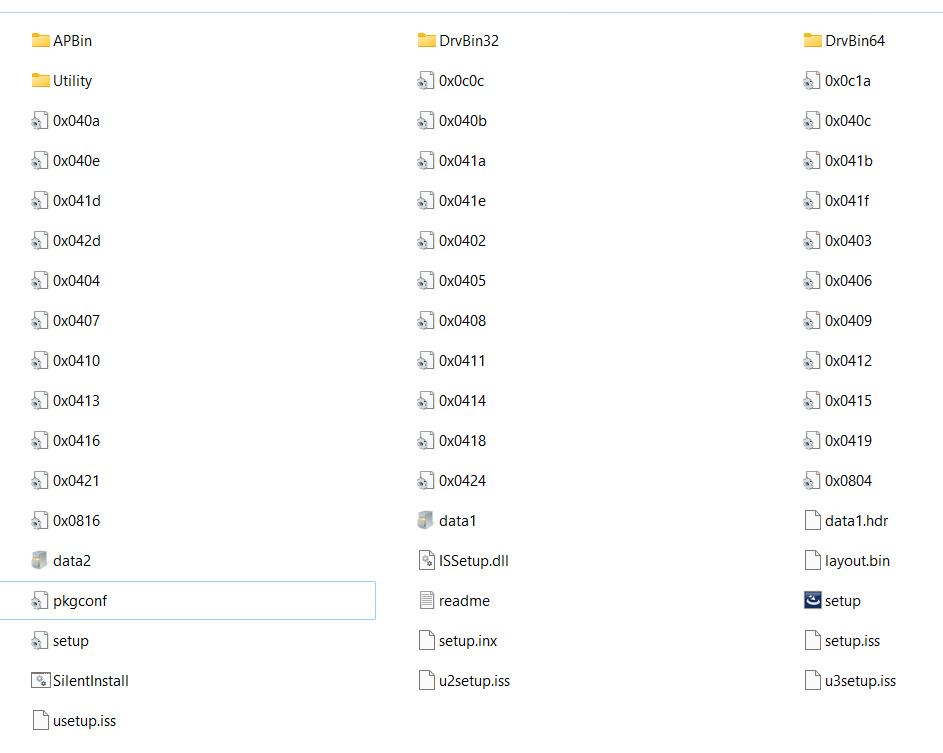 APBin DrvBin32 DrvBin64
Utility 0x0c0c 0x0c1a
0x040a 0x040b 0x040c
0x040e 0x041a 0x041b
0x041d 0x041e 0x041f
0x042d 0x0402 0x0403
0x0404 0x0405 0x0406
0x0407 0x0408 0x0409
0x0410 0x0411 0x0412
0x0413 0x0414 0x0415
0x0416 0x0418 0x0419
0x0421 0x0424 0x0804
0x0816 data1 data1.hdr
data2 ISSetup.dll layout.bin
pkgconf readme setup
setup setup.inx setup.iss
SilentInstall u2setup.iss u3setup.iss
usetup.iss